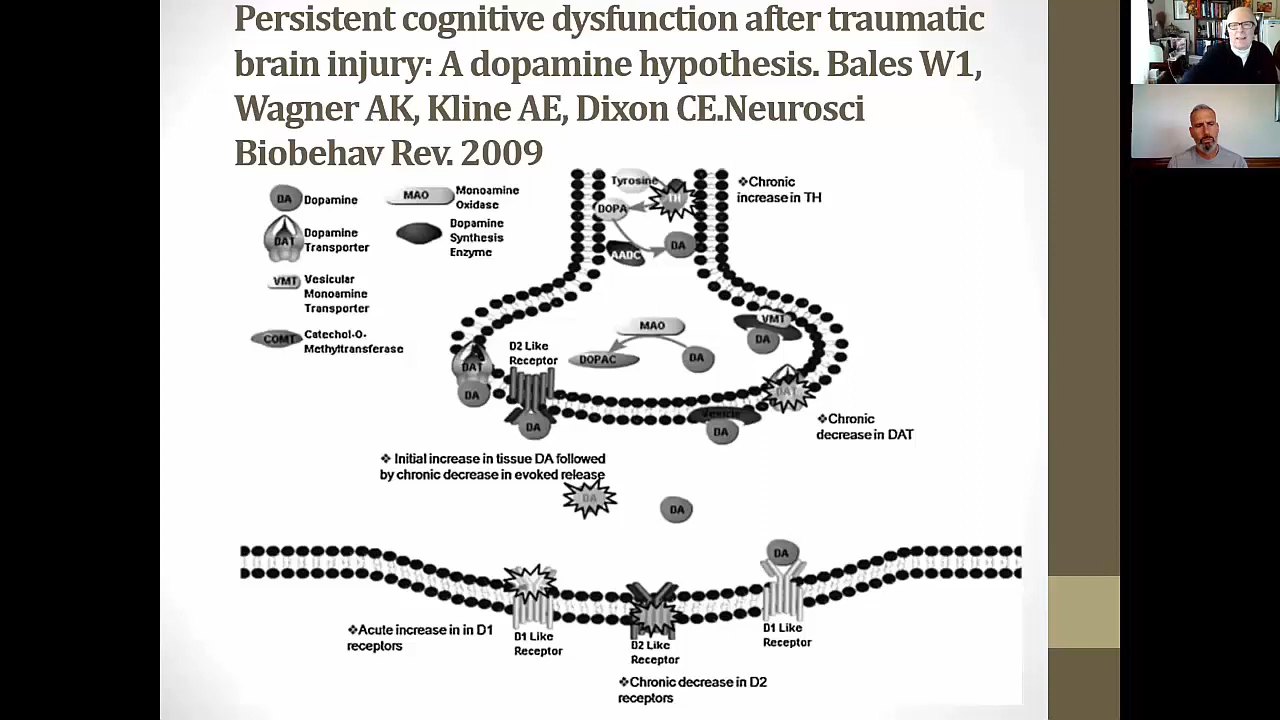 Persistent cognitive dysfunction after traumatic
brain injury: A dopamine hypothesis. Bales W1,
Wagner AK, Kline AE, Dixon CE.Neurosci
Biobehav Rev. 2009
DA Dopamine
MAO Monoamine
Oxidase
DAT Dopamine
Transporter
Dopamine
Synthesis
Enzyme
VMT Vesicular
Monoamine
Transporter
COMT Catechol-O-
Methyltransferase
Tyrosine
TH
DOPA
DA
AADC
❖Chronic
increase in TH
MAO
DOPAC
DA
VMT
DA
D2 Like
Receptor
DAT
DA
DA
Vesicle
DA
DAT
❖Chronic
decrease in DAT
❖ Initial increase in tissue DA followed
by chronic decrease in evoked release
DA
DA
DA
❖Acute increase in in D1
receptors
D1 Like
Receptor
D2 Like
Receptor
D1 Like
Receptor
❖Chronic decrease in D2
receptors